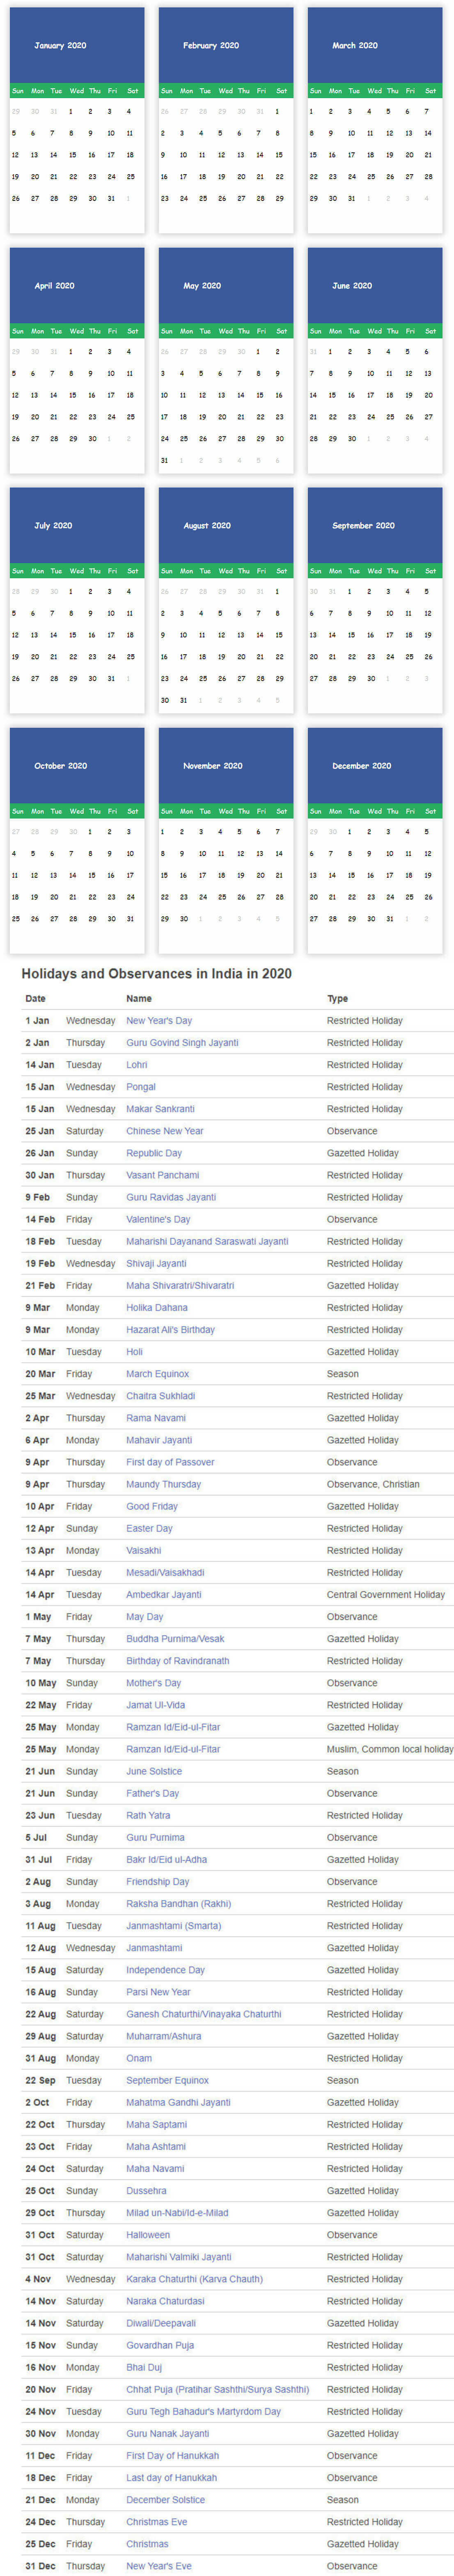 January 2020
Sun Mon Tue Wed Thu Fri Sat
29 30 31 1 2 3 4
5 6 7 8 9 10 11
12 13 14 15 16 17 18
19 20 21 22 23 24 25
26 27 28 29 30 31 1
February 2020
Sun Mon Tue Wed Thu Fri Sat
26 27 28 29 30 31 1
2 3 4 5 6 7 8
9 10 11 12 13 14 15
16 17 18 19 20 21 22
23 24 25 26 27 28 29
March 2020
Sun Mon Tue Wed Thu Fri Sat
1 2 3 4 5 6 7
8 9 10 11 12 13 14
15 16 17 18 19 20 21
22 23 24 25 26 27 28
29 30 31 1 2 3 4
April 2020
Sun Mon Tue Wed Thu Fri Sat
29 30 31 1 2 3 4
5 6 7 8 9 10 11
12 13 14 15 16 17 18
19 20 21 22 23 24 25
26 27 28 29 30 1 2
May 2020
Sun Mon Tue Wed Thu Fri Sat
26 27 28 29 30 1 2
3 4 5 6 7 8 9
10 11 12 13 14 15 16
17 18 19 20 21 22 23
24 25 26 27 28 29 30
31 1 2 3 4 5 6
June 2020
Sun Mon Tue Wed Thu Fri Sat
31 1 2 3 4 5 6
7 8 9 10 11 12 13
14 15 16 17 18 19 20
21 22 23 24 25 26 27
28 29 30 1 2 3 4
July 2020
Sun Mon Tue Wed Thu Fri Sat
28 29 30 1 2 3 4
5 6 7 8 9 10 11
12 13 14 15 16 17 18
19 20 21 22 23 24 25
26 27 28 29 30 31 1
August 2020
Sun Mon Tue Wed Thu Fri Sat
26 27 28 29 30 31 1
2 3 4 5 6 7 8
9 10 11 12 13 14 15
16 17 18 19 20 21 22
23 24 25 26 27 28 29
30 31 1 2 3 4 5
September 2020
Sun Mon Tue Wed Thu Fri Sat
30 31 1 2 3 4 5
6 7 8 9 10 11 12
13 14 15 16 17 18 19
20 21 22 23 24 25 26
27 28 29 30 1 2 3
October 2020
Sun Mon Tue Wed Thu Fri Sat
27 28 29 30 1 2 3
4 5 6 7 8 9 10
11 12 13 14 15 16 17
18 19 20 21 22 23 24
25 26 27 28 29 30 31
November 2020
Sun Mon Tue Wed Thu Fri Sat
1 2 3 4 5 6 7
8 9 10 11 12 13 14
15 16 17 18 19 20 21
22 23 24 25 26 27 28
29 30 1 2 3 4 5
December 2020
Sun Mon Tue Wed Thu Fri Sat
29 30 1 2 3 4 5
6 7 8 9 10 11 12
13 14 15 16 17 18 19
20 21 22 23 24 25 26
27 28 29 30 31 1 2
Holidays and Observances in India in 2020
Date Name Type
1 Jan Wednesday New Year's Day Restricted Holiday
2 Jan Thursday Guru Govind Singh Jayanti Restricted Holiday
14 Jan Tuesday Lohri Restricted Holiday
15 Jan Wednesday Pongal Restricted Holiday
15 Jan Wednesday Makar Sankranti Restricted Holiday
25 Jan Saturday Chinese New Year Observance
26 Jan Sunday Republic Day Gazetted Holiday
30 Jan Thursday Vasant Panchami Restricted Holiday
9 Feb Sunday Guru Ravidas Jayanti Restricted Holiday
14 Feb Friday Valentine's Day Observance
18 Feb Tuesday Maharishi Dayanand Saraswati Jayanti Restricted Holiday
19 Feb Wednesday Shivaji Jayanti Restricted Holiday
21 Feb Friday Maha Shivaratri/Shivaratri Gazetted Holiday
9 Mar Monday Holika Dahana Restricted Holiday
9 Mar Monday Hazarat Ali's Birthday Restricted Holiday
10 Mar Tuesday Holi Gazetted Holiday
20 Mar Friday March Equinox Season
25 Mar Wednesday Chaitra Sukhladi Restricted Holiday
2 Apr Thursday Rama Navami Gazetted Holiday
6 Apr Monday Mahavir Jayanti Gazetted Holiday
9 Apr Thursday First day of Passover Observance
9 Apr Thursday Maundy Thursday Observance, Christian
10 Apr Friday Good Friday Gazetted Holiday
12 Apr Sunday Easter Day Restricted Holiday
13 Apr Monday Vaisakhi Restricted Holiday
14 Apr Tuesday Mesadi/Vaisakhadi Restricted Holiday
14 Apr Tuesday Ambedkar Jayanti Central Government Holiday
1 May Friday May Day Observance
7 May Thursday Buddha Purnima/Vesak Gazetted Holiday
7 May Thursday Birthday of Ravindranath Restricted Holiday
10 May Sunday Mother's Day Observance
22 May Friday Jamat Ul-Vida Restricted Holiday
25 May Monday Ramzan Id/Eid-ul-Fitar Gazetted Holiday
25 May Monday Ramzan Id/Eid-ul-Fitar Muslim, Common local holiday
21 Jun Sunday June Solstice Season
21 Jun Sunday Father's Day Observance
23 Jun Tuesday Rath Yatra Restricted Holiday
5 Jul Sunday Guru Purnima Observance
31 Jul Friday Bakr Id/Eid ul-Adha Gazetted Holiday
2 Aug Sunday Friendship Day Observance
3 Aug Monday Raksha Bandhan (Rakhi) Restricted Holiday
11 Aug Tuesday Janmashtami (Smarta) Restricted Holiday
12 Aug Wednesday Janmashtami Gazetted Holiday
15 Aug Saturday Independence Day Gazetted Holiday
16 Aug Sunday Parsi New Year Restricted Holiday
22 Aug Saturday Ganesh Chaturthi/Vinayaka Chaturthi Restricted Holiday
29 Aug Saturday Muharram/Ashura Gazetted Holiday
31 Aug Monday Onam Restricted Holiday
22 Sep Tuesday September Equinox Season
2 Oct Friday Mahatma Gandhi Jayanti Gazetted Holiday
22 Oct Thursday Maha Saptami Restricted Holiday
23 Oct Friday Maha Ashtami Restricted Holiday
24 Oct Saturday Maha Navami Restricted Holiday
25 Oct Sunday Dussehra Gazetted Holiday
29 Oct Thursday Milad un-Nabi/Id-e-Milad Gazetted Holiday
31 Oct Saturday Halloween Observance
31 Oct Saturday Maharishi Valmiki Jayanti Restricted Holiday
4 Nov Wednesday Karaka Chaturthi (Karva Chauth) Restricted Holiday
14 Nov Saturday Naraka Chaturdasi Restricted Holiday
14 Nov Saturday Diwali/Deepavali Gazetted Holiday
15 Nov Sunday Govardhan Puja Restricted Holiday
16 Nov Monday Bhai Duj Restricted Holiday
20 Nov Friday Chhat Puja (Pratihar Sashthi/Surya Sashthi) Restricted Holiday
24 Nov Tuesday Guru Tegh Bahadur's Martyrdom Day Restricted Holiday
30 Nov Monday Guru Nanak Jayanti Gazetted Holiday
11 Dec Friday First Day of Hanukkah Observance
18 Dec Friday Last day of Hanukkah Observance
21 Dec Monday December Solstice Season
24 Dec Thursday Christmas Eve Restricted Holiday
25 Dec Friday Christmas Gazetted Holiday
31 Dec Thursday New Year's Eve Observance